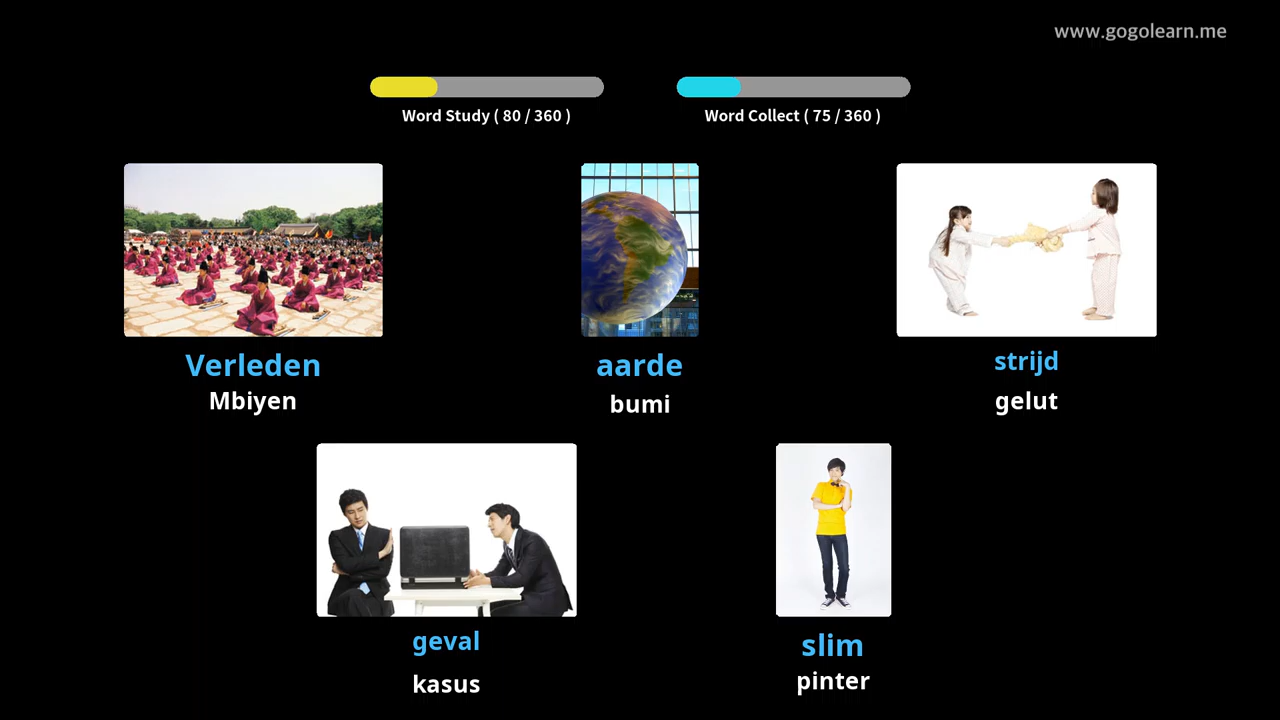 www.gogolearn.me
Word Study ( 80 / 360 )
Word Collect ( 75 / 360 )
Verleden
Mbiyen
aarde
bumi
strijd
gelut
geval
kasus
slim
pinter